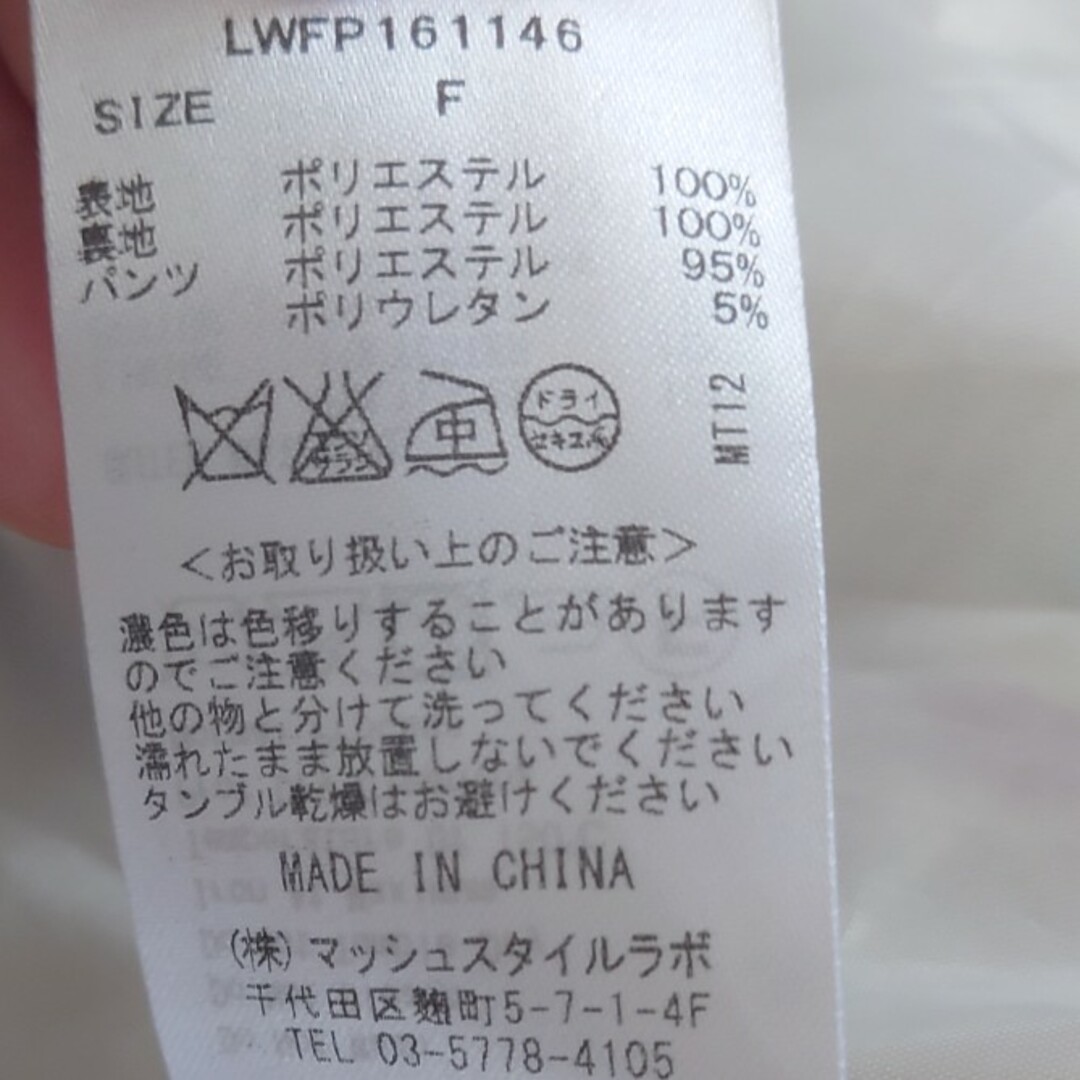 LWFP161146
SIZE F
表地 ポリエステル 100%
裏地 ポリエステル 100%
パンツ ポリエステル 95%
ポリウレタン 5%
中
ドライ
セキユ系
MT12
<お取り扱い上のご注意>
濃色は色移りすることがあります
のでご注意ください
他の物と分けて洗ってください
濡れたまま放置しないでください
タンブル乾燥はお避けください
MADE IN CHINA
(株)マッシュスタイルラボ
千代田区麹町5-7-1-4F
TEL 03-5778-4105